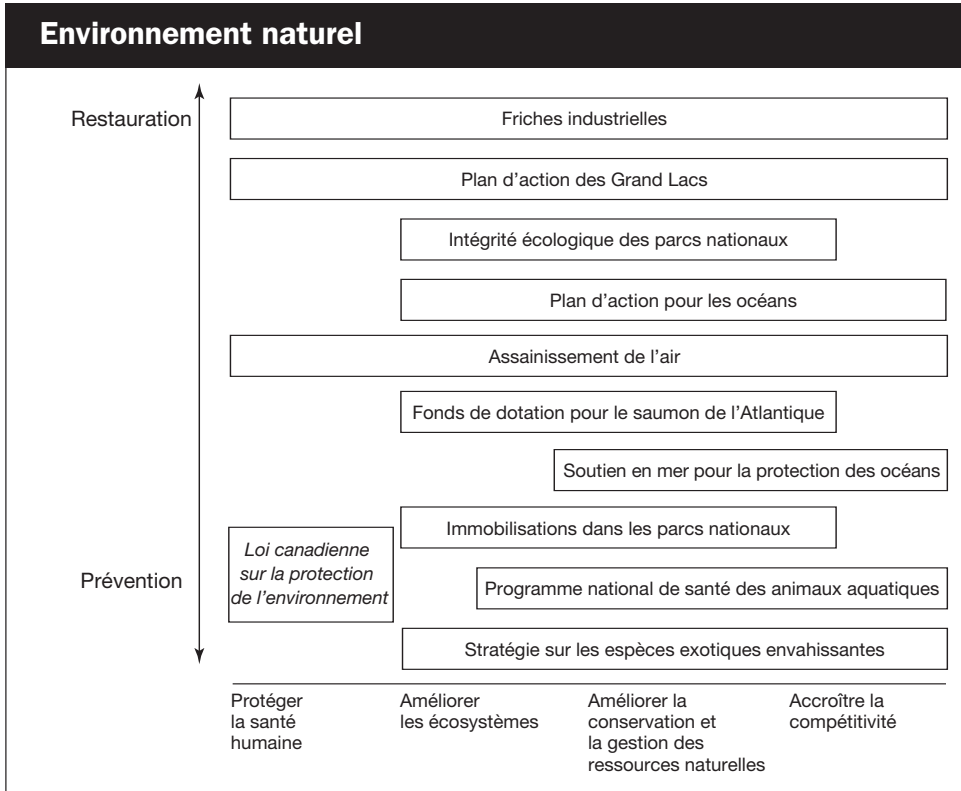 Environnement naturel
Restauration
Friches industrielles
Plan d'action des Grand Lacs
Intégrité écologique des parcs nationaux
Plan d'action pour les océans
Assainissement de l'air
Fonds de dotation pour le saumon de l'Atlantique
Soutien en mer pour la protection des océans
Immobilisations dans les parcs nationaux
Loi canadienne
sur la protection
de l'environnement
Prévention
Programme national de santé des animaux aquatiques
Stratégie sur les espèces exotiques envahissantes
Protéger
la santé
humaine
Améliorer
les écosystèmes
Améliorer la
conservation et
la gestion des
ressources naturelles
Accroître la
compétitivité